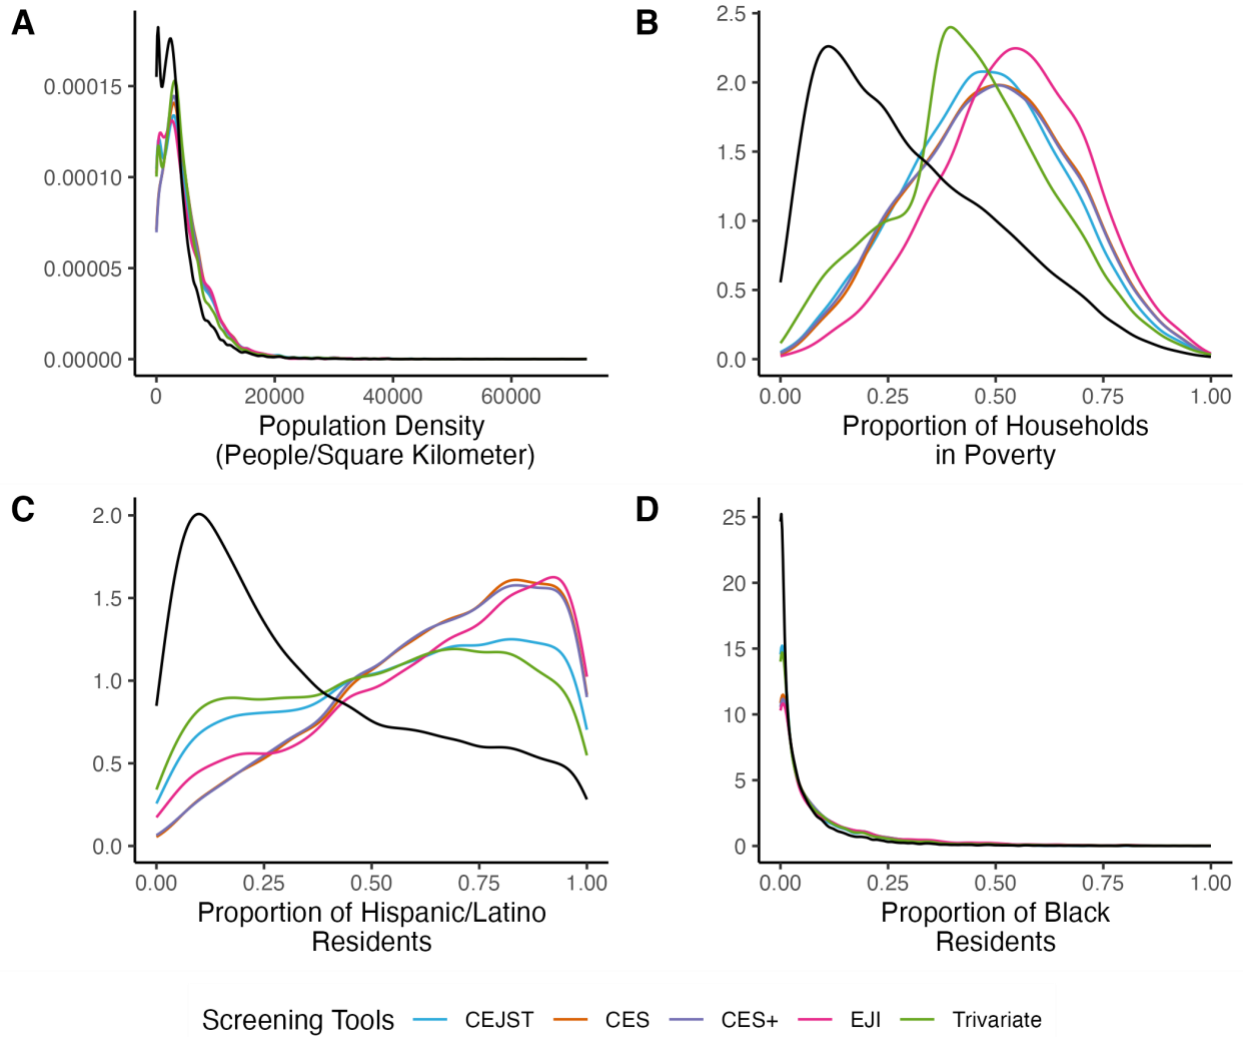 A
0.00015
0.00010
0.00005
0.00000
0 20000 40000 60000
Population Density
(People/Square Kilometer)
B
2.5
2.0
1.5
1.0
0.5
0.0
0.00 0.25 0.50 0.75 1.00
Proportion of Households
in Poverty
C
2.0
1.5
1.0
0.5
0.0
0.00 0.25 0.50 0.75 1.00
Proportion of Hispanic/Latino
Residents
D
25
20
15
10
5
0
0.00 0.25 0.50 0.75 1.00
Proportion of Black
Residents
Screening Tools CEJST CES CES+ EJI Trivariate